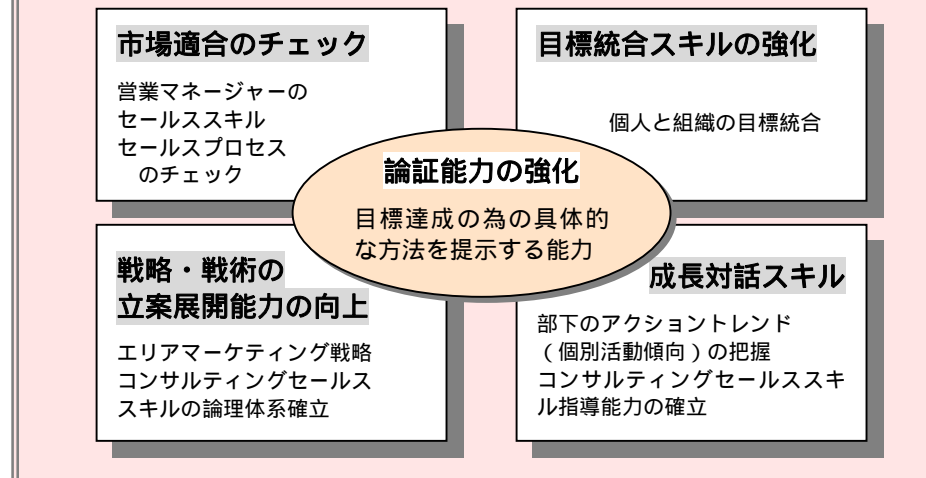 市場適合のチェック
営業マネージャーの
セールススキル
セールスプロセス
のチェック
目標統合スキルの強化
個人と組織の目標統合
論証能力の強化
目標達成の為の具体的
な方法を提示する能力
戦略・戦術の
立案展開能力の向上
エリアマーケティング戦略
コンサルティングセールス
スキルの論理体系確立
成長対話スキル
部下のアクショントレンド
（個別活動傾向）の把握
コンサルティングセールススキ
ル指導能力の確立